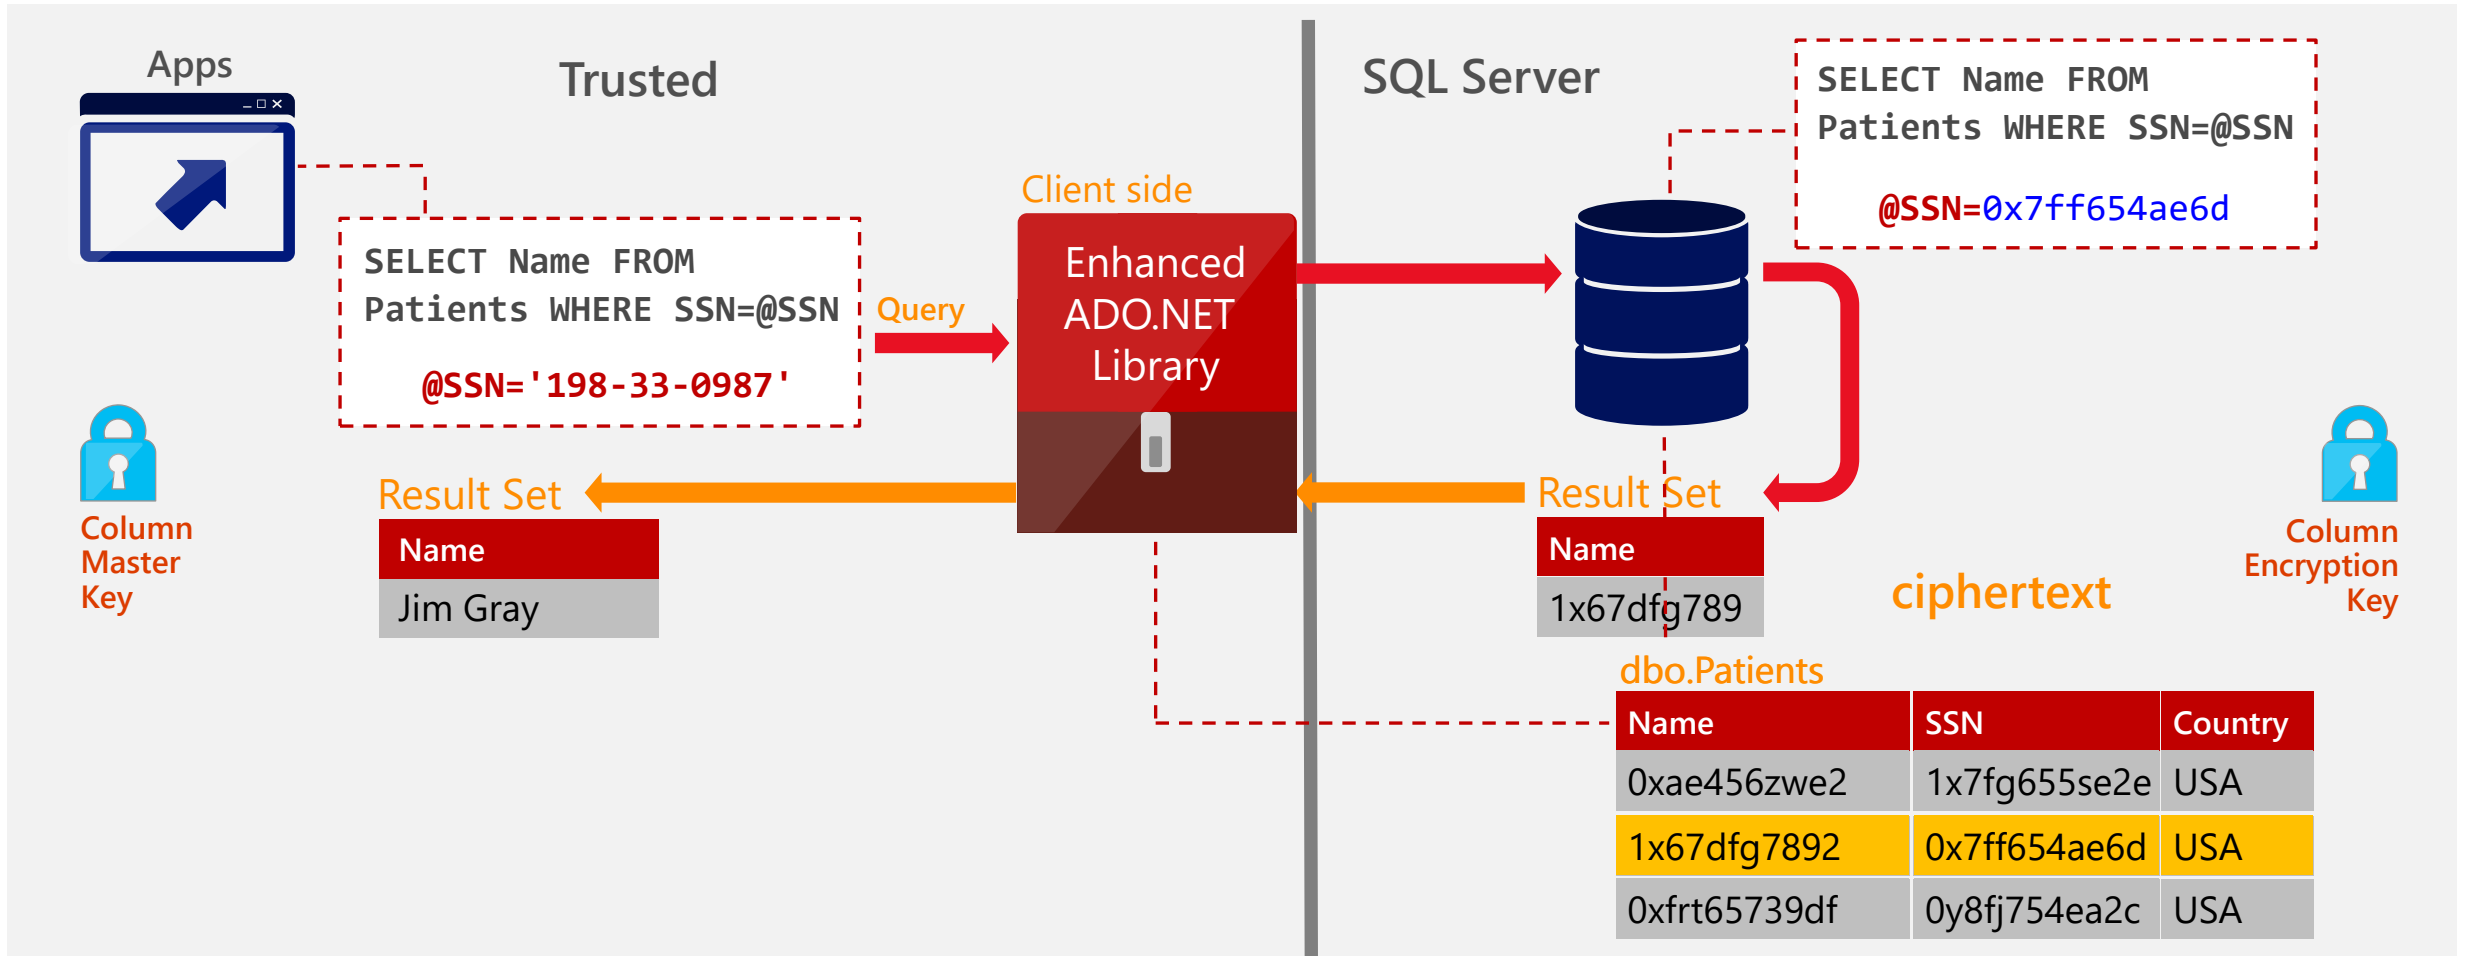 Apps
Trusted
SELECT Name FROM
Patients WHERE SSN=@SSN
@SSN='198-33-0987'
Query
Client side
Enhanced
ADO.NET
Library
Column
Master
Key
Result Set
Name
Jim Gray
SQL Server
SELECT Name FROM
Patients WHERE SSN=@SSN
@SSN=0x7ff654ae6d
Result Set
Name
1x67dfg789
ciphertext
Column
Encryption
Key
dbo.Patients
Name SSN Country
0xae456zwe2 1x7fg655se2e USA
1x67dfg7892 0x7ff654ae6d USA
0xfrt65739df 0y8fj754ea2c USA